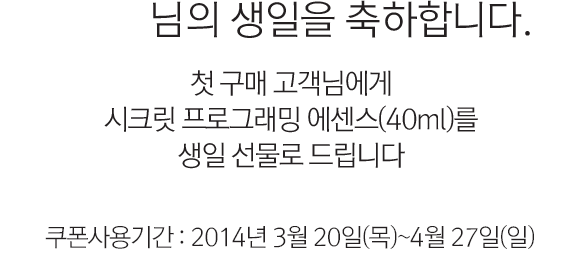 님의 생일을 축하합니다.
첫 구매 고객님에게
시크릿 프로그래밍 에센스(40ml)를
생일 선물로 드립니다
쿠폰사용기간 : 2014년 3월 20일(목)~4월 27일(일)